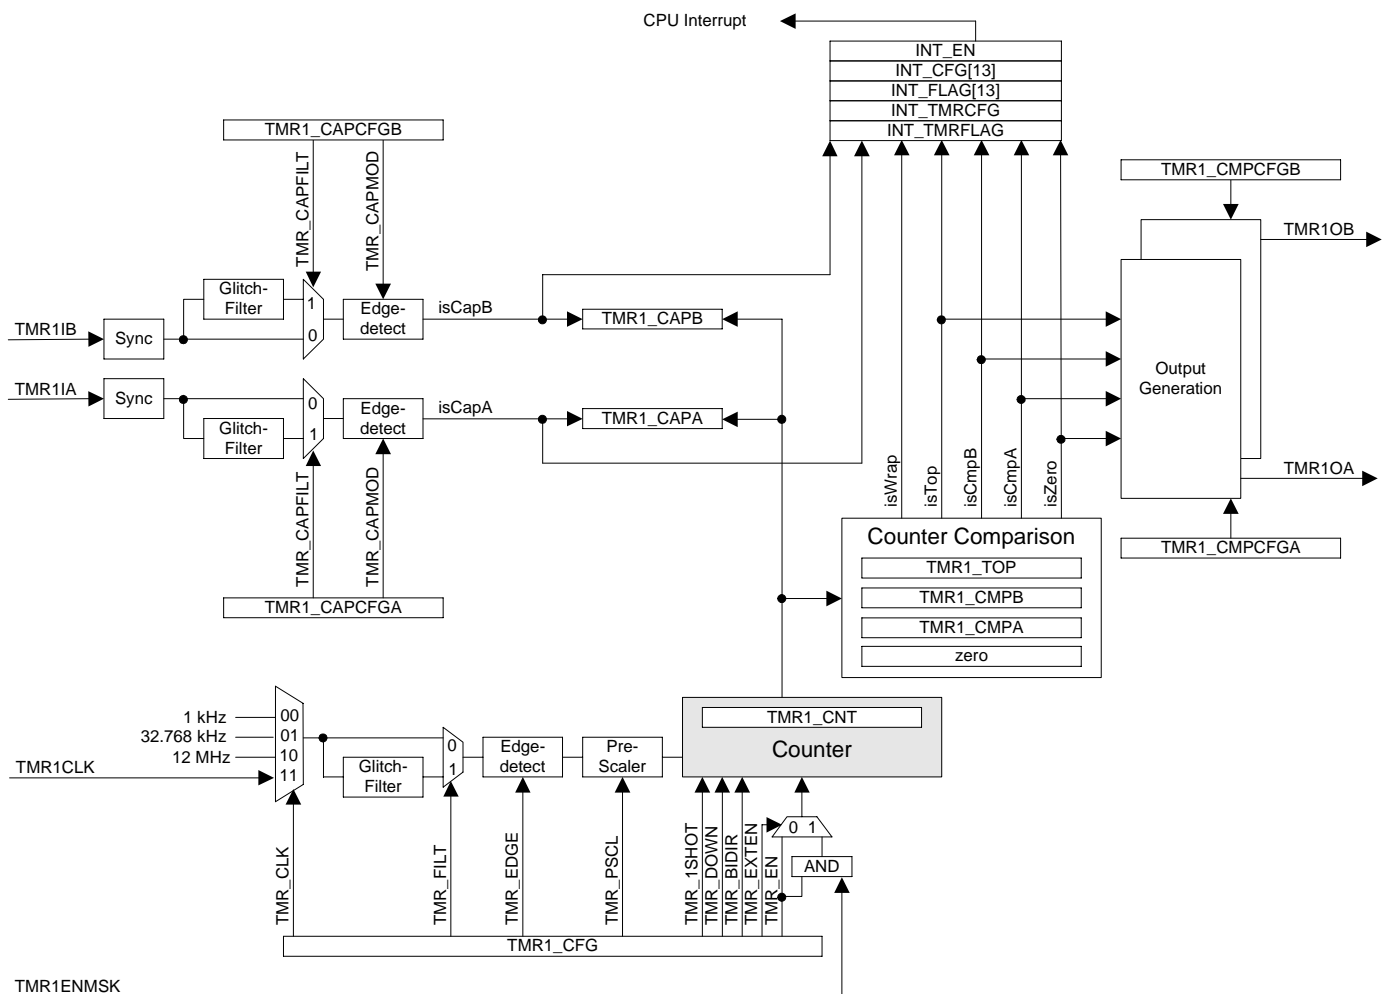 CPU Interrupt
INT_EN
INT_CFG[13]
INT_FLAG[13]
INT_TMRCFG
INT_TMRFLAG
TMR1_CAPCFGB
TMR_CAPFILT
TMR_CAPMOD
TMR1_CMPCFGB
TMR1OB
Glitch-
Filter
1
0
Edge-
detect
isCapB
TMR1_CAPB
TMR1IB
Sync
TMR1IA
Sync
0
1
Glitch-
Filter
Edge-
detect
isCapA
TMR1_CAPA
Output
Generation
TMR1OA
TMR1_CMPCFGA
TMR_CAPFILT
TMR_CAPMOD
TMR1_CAPCFGA
isWrap
isTop
isCmpB
isCmpA
isZero
Counter Comparison
TMR1_TOP
TMR1_CMPB
TMR1_CMPA
zero
1 kHz
32.768 kHz
12 MHz
TMR1CLK
00
01
10
11
Glitch-
Filter
0
1
Edge-
detect
Pre-
Scaler
TMR1_CNT
Counter
0 1
AND
TMR_CLK
TMR_FILT
TMR_EDGE
TMR_PSCL
TMR_1SHOT
TMR_DOWN
TMR_BIDIR
TMR_EXTEN
TMR_EN
TMR1_CFG
TMR1ENMSK